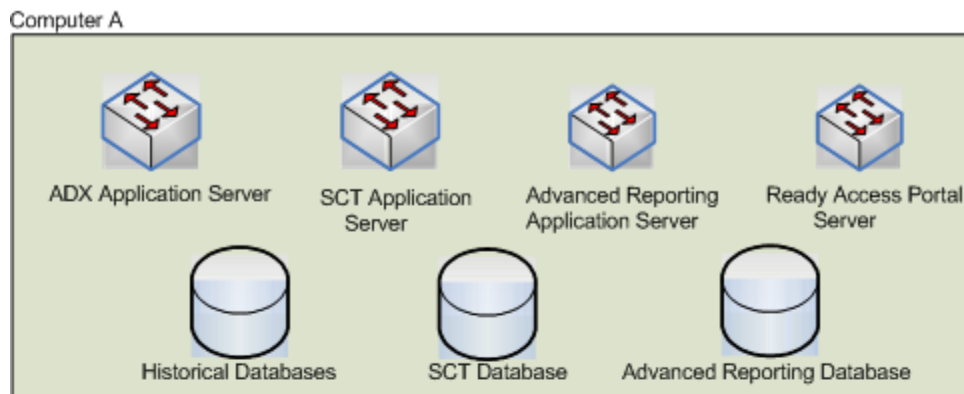 Computer A
ADX Application Server
SCT Application
Server
Advanced Reporting
Application Server
Ready Access Portal
Server
Historical Databases
SCT Database
Advanced Reporting Database